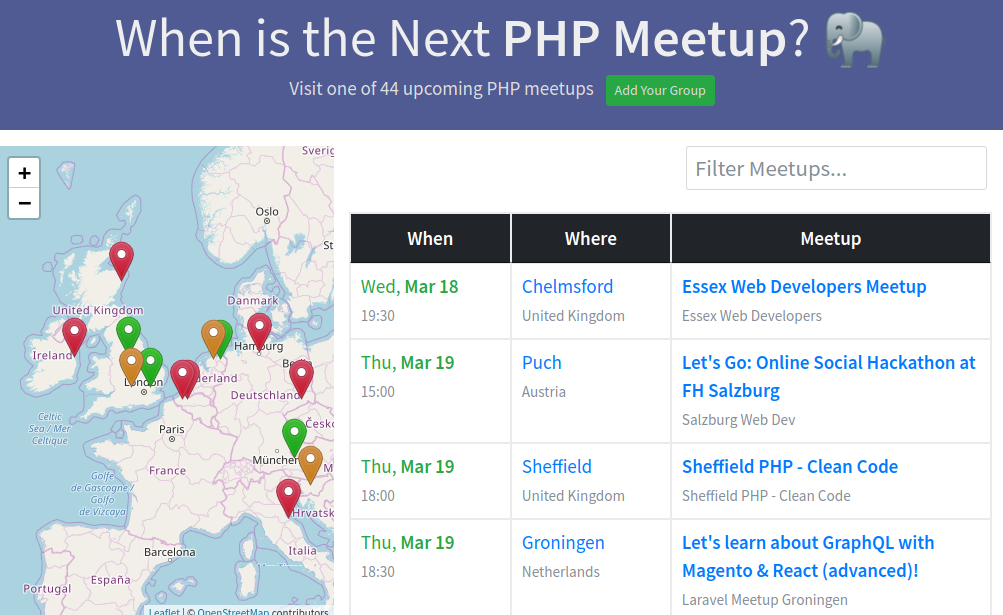 When is the Next PHP Meetup? 🐘
Visit one of 44 upcoming PHP meetups
Add Your Group
+
−
Sverig
Oslo
St
Danmark
United Kingdom
Ireland
Hamburg
Be
London
erland
Deutschland
Celtic
Sea / Mer
Celtique
Paris
Česko
München
France
M
Golfe
de Gascogne /
Golfo
de Vizcaya
Hrvatsk
Italia
Barcelona
España
Portugal
Leaflet | © OpenStreetMap contributors
Filter Meetups...
When
Where
Meetup
Wed, Mar 18
19:30
Chelmsford
United Kingdom
Essex Web Developers Meetup
Essex Web Developers
Thu, Mar 19
15:00
Puch
Austria
Let's Go: Online Social Hackathon at
FH Salzburg
Salzburg Web Dev
Thu, Mar 19
18:00
Sheffield
United Kingdom
Sheffield PHP - Clean Code
Sheffield PHP - Clean Code
Thu, Mar 19
18:30
Groningen
Netherlands
Let's learn about GraphQL with
Magento & React (advanced)!
Laravel Meetup Groningen